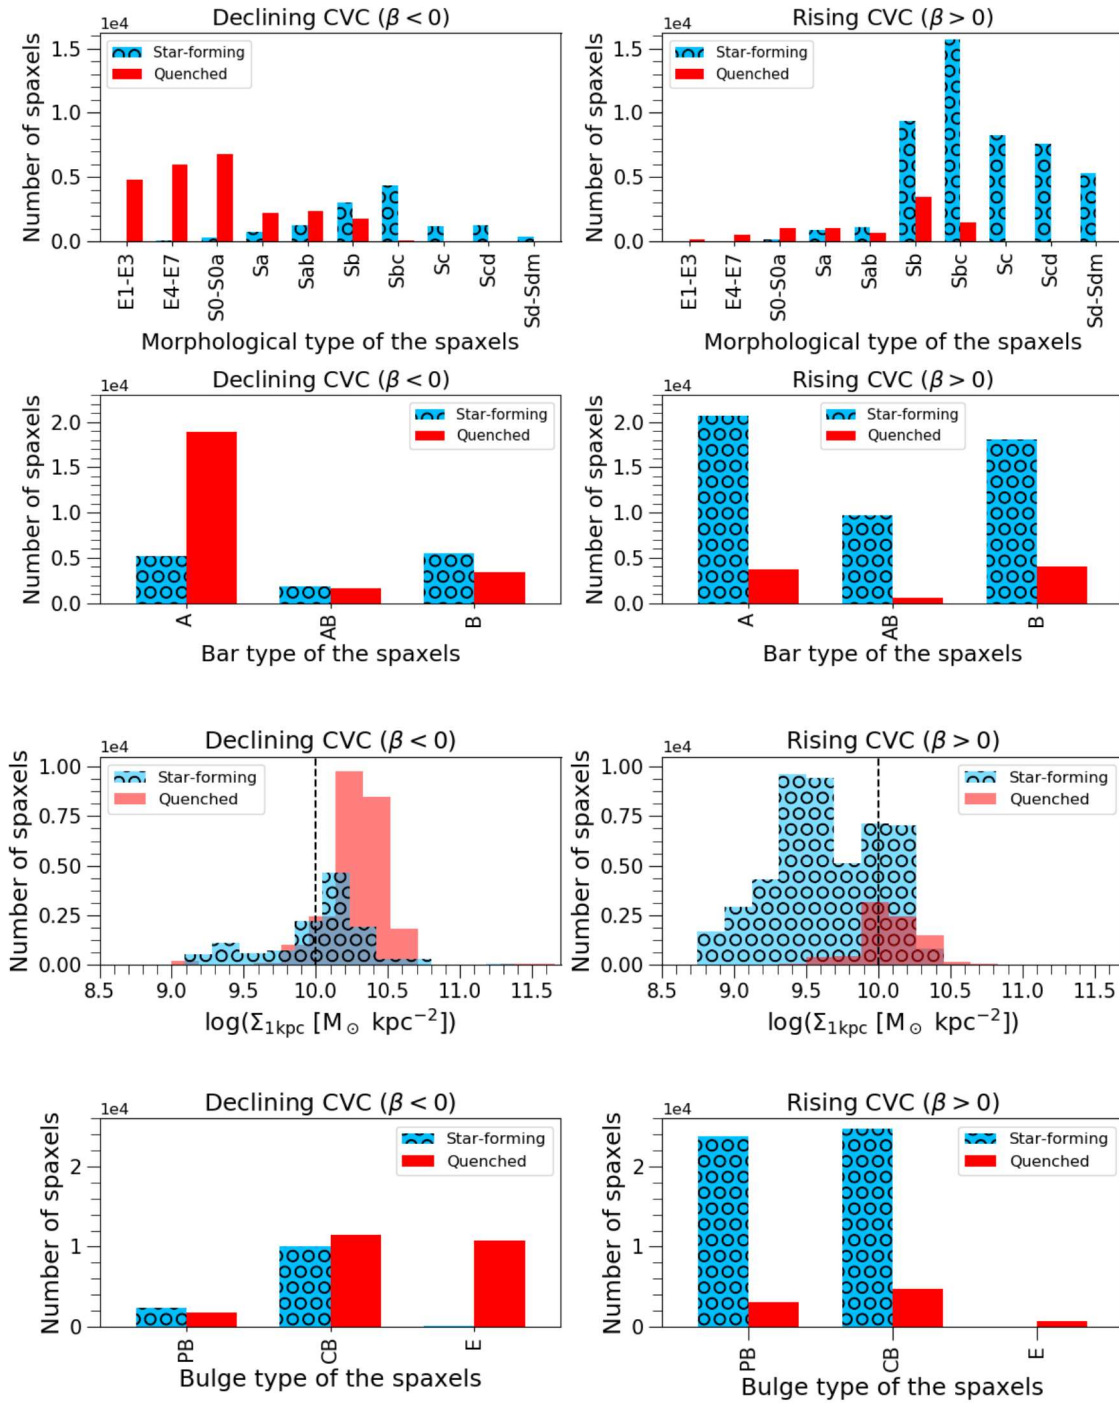 Declining CVC (β < 0)
1e4
Number of spaxels
1.5
1.0
0.5
0.0
Star-forming
Quenched
E1-E3
E4-E7
S0-S0a
Sa
Sab
Sb
Sbc
Sc
Scd
Sd-Sdm
Morphological type of the spaxels
Rising CVC (β > 0)
1e4
Number of spaxels
1.5
1.0
0.5
0.0
Star-forming
Quenched
E1-E3
E4-E7
S0-S0a
Sa
Sab
Sb
Sbc
Sc
Scd
Sd-Sdm
Morphological type of the spaxels
Declining CVC (β < 0)
1e4
Number of spaxels
2.0
1.5
1.0
0.5
0.0
Star-forming
Quenched
A
AB
B
Bar type of the spaxels
Rising CVC (β > 0)
1e4
Number of spaxels
2.0
1.5
1.0
0.5
0.0
Star-forming
Quenched
A
AB
B
Bar type of the spaxels
Declining CVC (β < 0)
1e4
Number of spaxels
1.00
0.75
0.50
0.25
0.00
Star-forming
Quenched
8.5 9.0 9.5 10.0 10.5 11.0 11.5
log(Σ₁kpc [M⊙ kpc⁻²])
Rising CVC (β > 0)
1e4
Number of spaxels
1.00
0.75
0.50
0.25
0.00
Star-forming
Quenched
8.5 9.0 9.5 10.0 10.5 11.0 11.5
log(Σ₁kpc [M⊙ kpc⁻²])
Declining CVC (β < 0)
1e4
Number of spaxels
2
1
0
Star-forming
Quenched
PB
CB
E
Bulge type of the spaxels
Rising CVC (β > 0)
1e4
Number of spaxels
2
1
0
Star-forming
Quenched
PB
CB
E
Bulge type of the spaxels